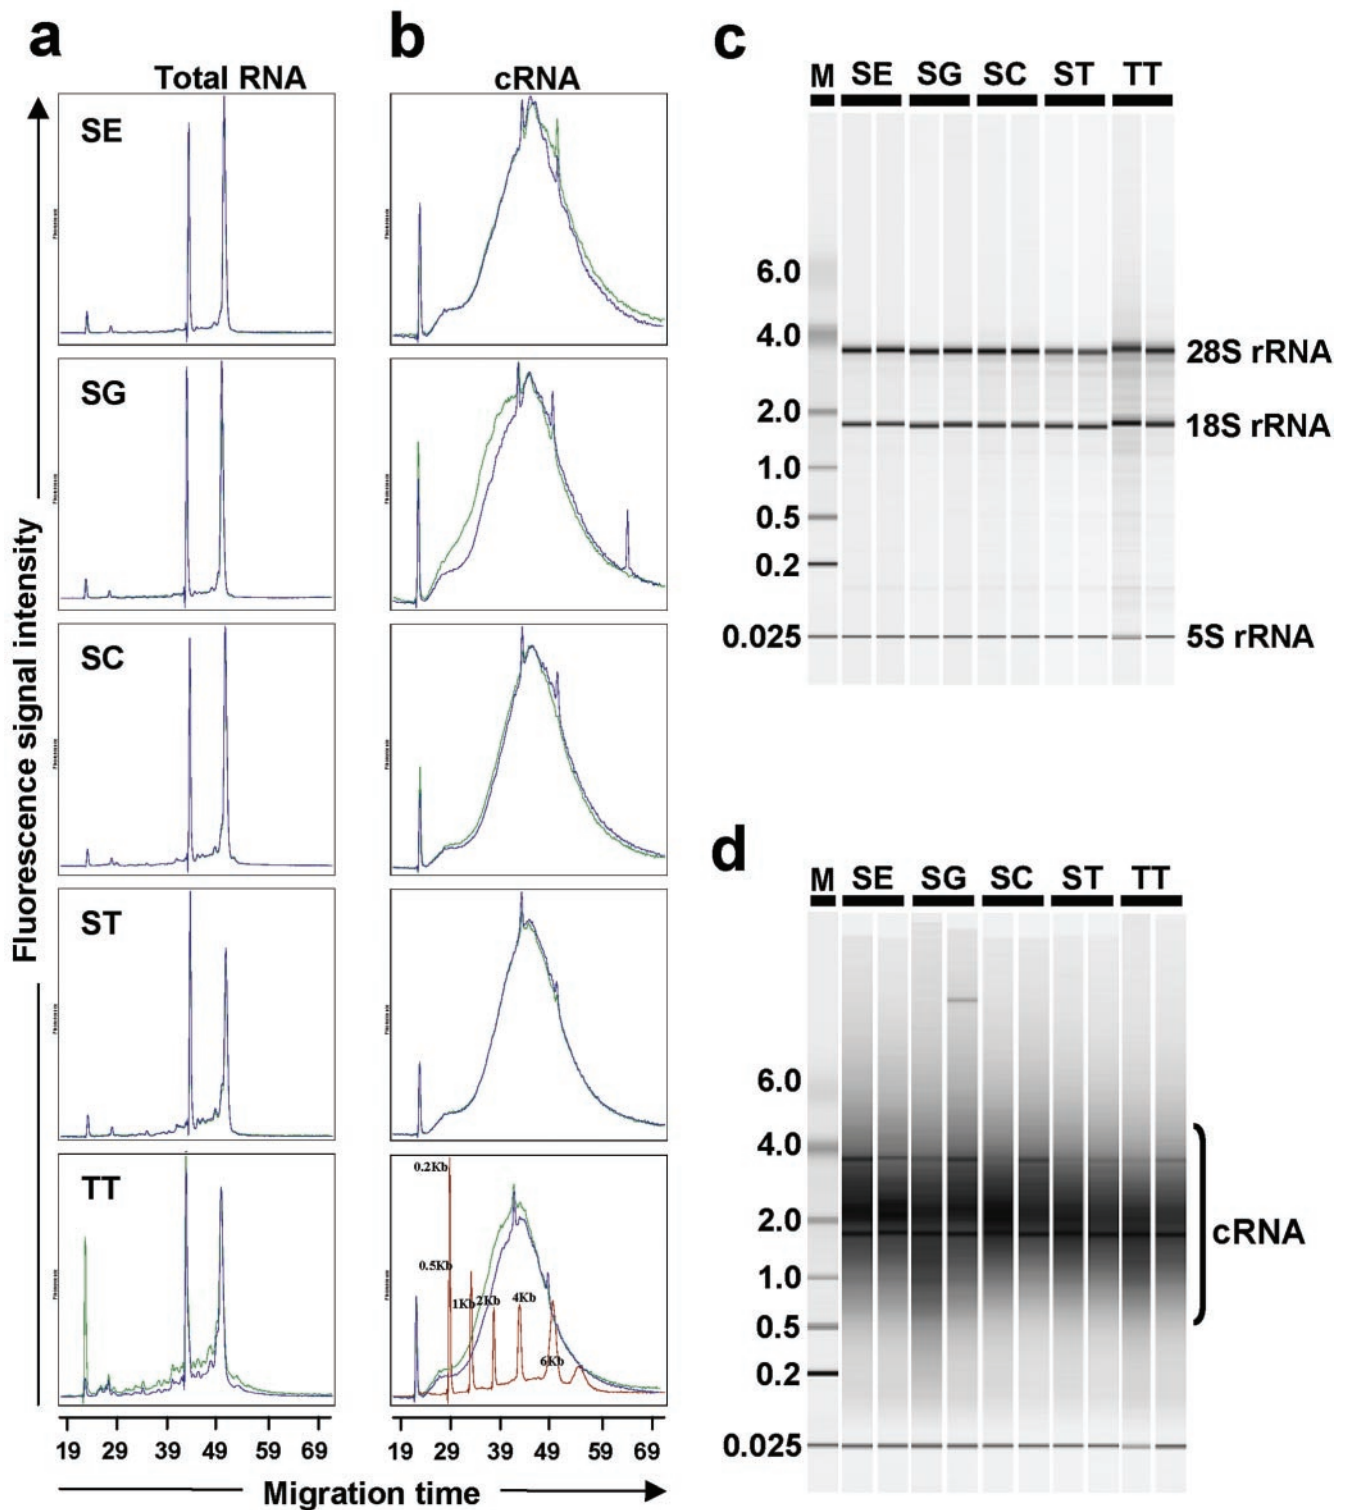 a
Total RNA
SE
SG
SC
ST
TT
Fluorescence signal intensity
19 29 39 49 59 69
b
cRNA
0.2Kb
0.5Kb
1Kb
2Kb
4Kb
6Kb
19 29 39 49 59 69
Migration time
c
M SE SG SC ST TT
6.0
4.0
28S rRNA
2.0
18S rRNA
1.0
0.5
0.2
0.025
5S rRNA
d
M SE SG SC ST TT
6.0
4.0
2.0
cRNA
1.0
0.5
0.2
0.025